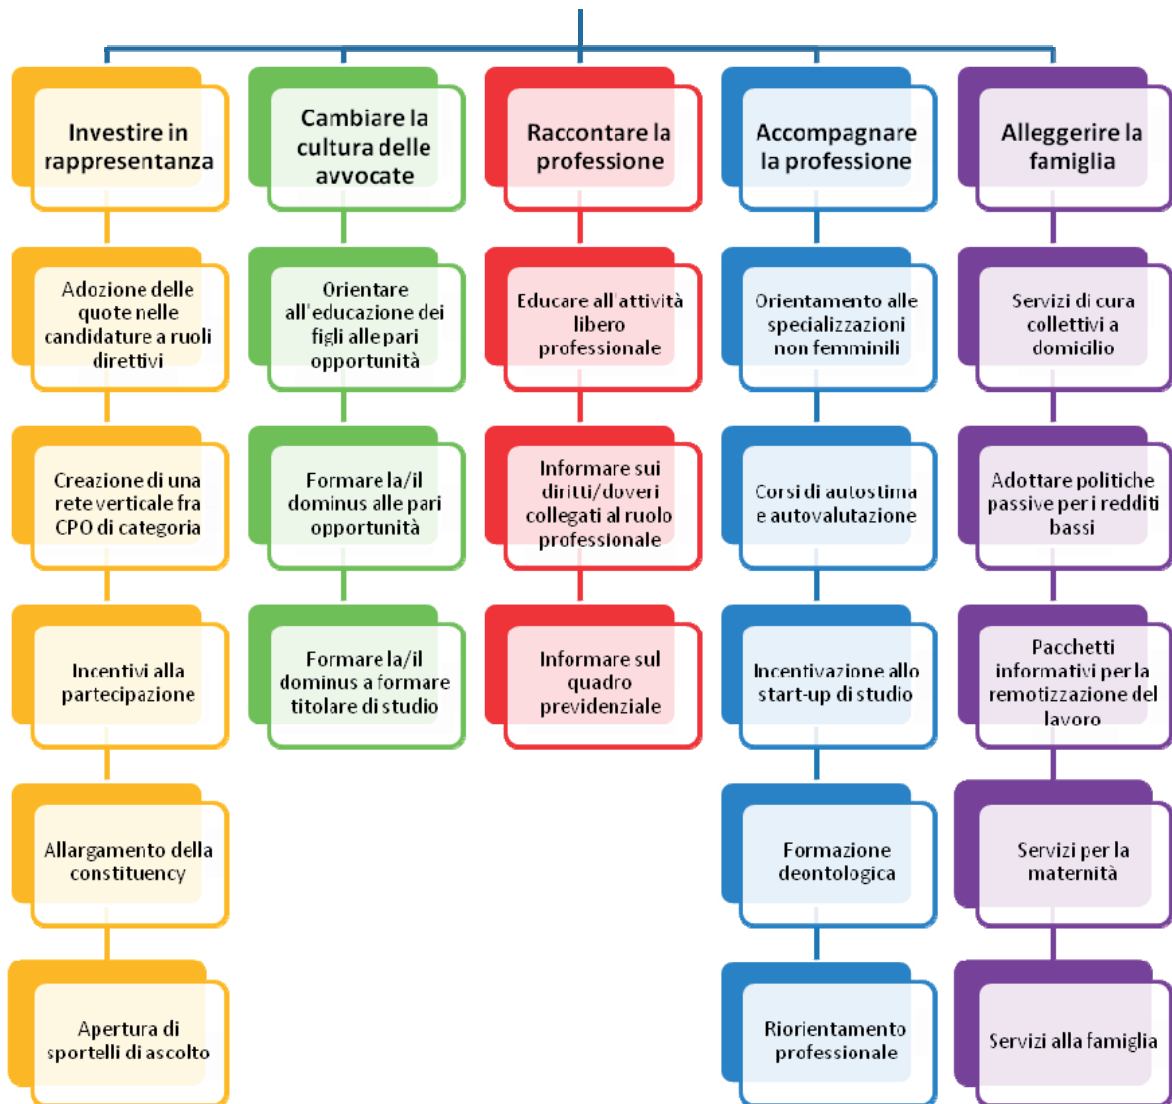 Investire in
rappresentanza
Adozione delle
quote nelle
candidature a ruoli
direttivi
Creazione di una
rete verticale fra
CPO di categoria
Incentivi alla
partecipazione
Allargamento della
constituency
Apertura di
sportelli di ascolto
Cambiare la
cultura delle
avvocate
Orientare
all'educazione dei
figli alle pari
opportunità
Formare la/il
dominus alle pari
opportunità
Formare la/il
dominus a formare
titolare di studio
Raccontare la
professione
Educare all'attività
libero
professionale
Informare sui
diritti/doveri
collegati al ruolo
professionale
Informare sul
quadro
previdenziale
Accompagnare
la professione
Orientamento alle
specializzazioni
non femminili
Corsi di autostima
e autovalutazione
Incentivazione allo
start-up di studio
Formazione
deontologica
Riorientamento
professionale
Alleggerire la
famiglia
Servizi di cura
collettivi a
domicilio
Adottare politiche
passive per i redditi
bassi
Pacchetti
informativi per la
remotizzazione del
lavoro
Servizi per la
maternità
Servizi alla famiglia